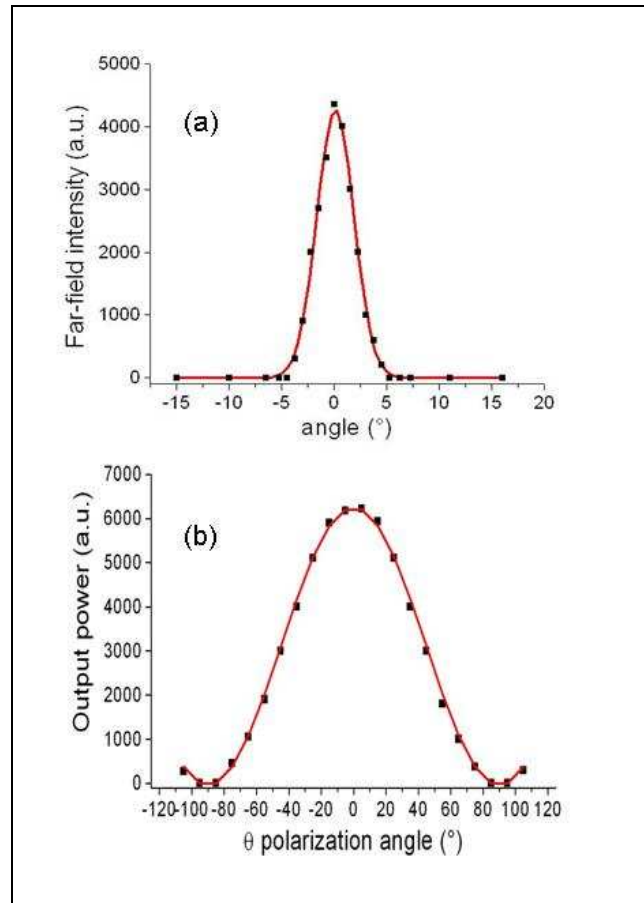 (a)
Far-field intensity (a.u.)
5000
4000
3000
2000
1000
0
-15 -10 -5 0 5 10 15 20
angle (°)
(b)
Output power (a.u.)
7000
6000
5000
4000
3000
2000
1000
0
-120 -100 -80 -60 -40 -20 0 20 40 60 80 100 120
θ polarization angle (°)